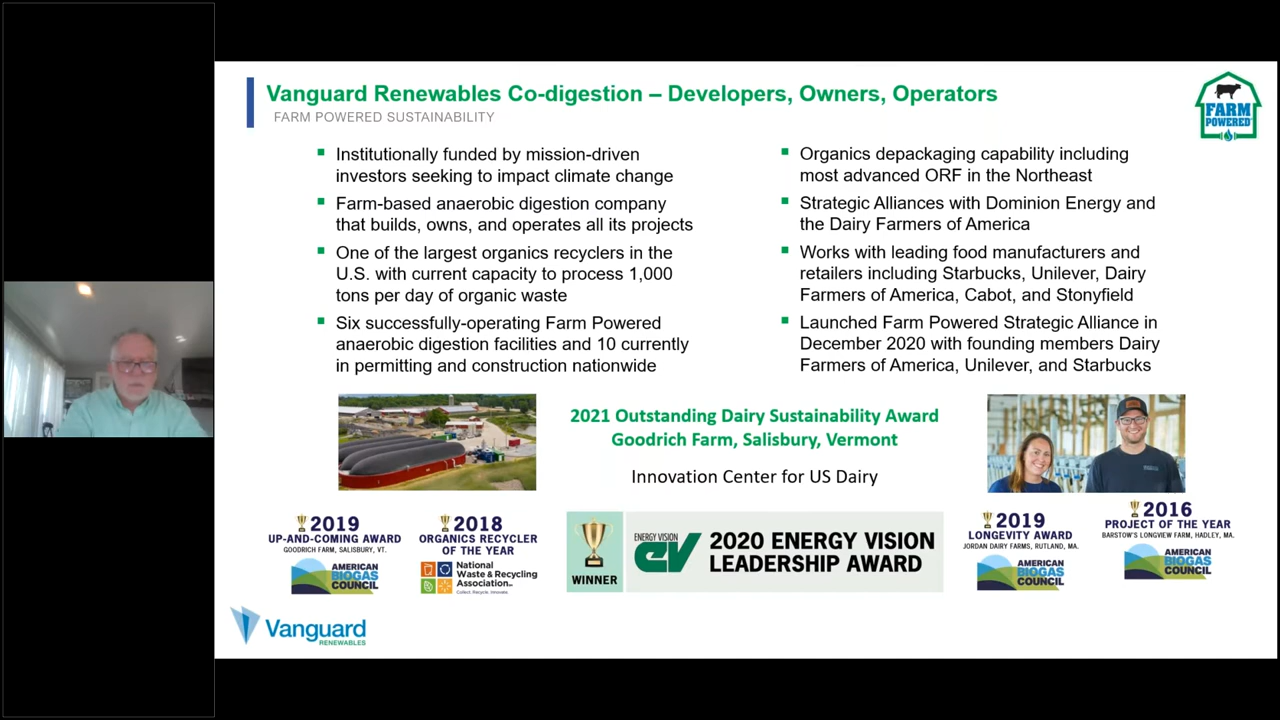 Vanguard Renewables Co-digestion – Developers, Owners, Operators
FARM POWERED SUSTAINABILITY
FARM
POWERED
Institutionally funded by mission-driven
investors seeking to impact climate change
Farm-based anaerobic digestion company
that builds, owns, and operates all its projects
One of the largest organics recyclers in the
U.S. with current capacity to process 1,000
tons per day of organic waste
Six successfully-operating Farm Powered
anaerobic digestion facilities and 10 currently
in permitting and construction nationwide
Organics depackaging capability including
most advanced ORF in the Northeast
Strategic Alliances with Dominion Energy and
the Dairy Farmers of America
Works with leading food manufacturers and
retailers including Starbucks, Unilever, Dairy
Farmers of America, Cabot, and Stonyfield
Launched Farm Powered Strategic Alliance in
December 2020 with founding members Dairy
Farmers of America, Unilever, and Starbucks
2021 Outstanding Dairy Sustainability Award
Goodrich Farm, Salisbury, Vermont
Innovation Center for US Dairy
2019
UP-AND-COMING AWARD
GOODRICH FARM, SALISBURY, VT.
AMERICAN
BIOGAS
COUNCIL
2018
ORGANICS RECYCLER
OF THE YEAR
National
Waste & Recycling
Association
Collect. Recycle. Innovate.
WINNER
ENERGY VISION
ev
2020 ENERGY VISION
LEADERSHIP AWARD
2019
LONGEVITY AWARD
JORDAN DAIRY FARMS, RUTLAND, MA.
AMERICAN
BIOGAS
COUNCIL
2016
PROJECT OF THE YEAR
BARSTOW'S LONGVIEW FARM, HADLEY, MA.
AMERICAN
BIOGAS
COUNCIL
Vanguard
RENEWABLES